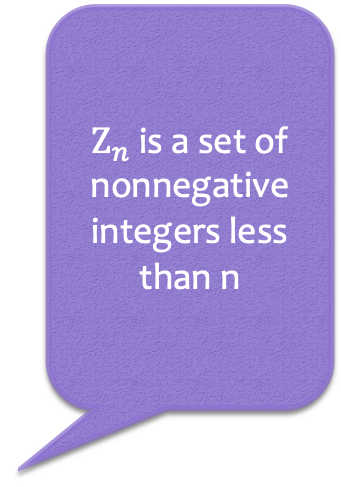 Zₙ is a set of
nonnegative
integers less
than n